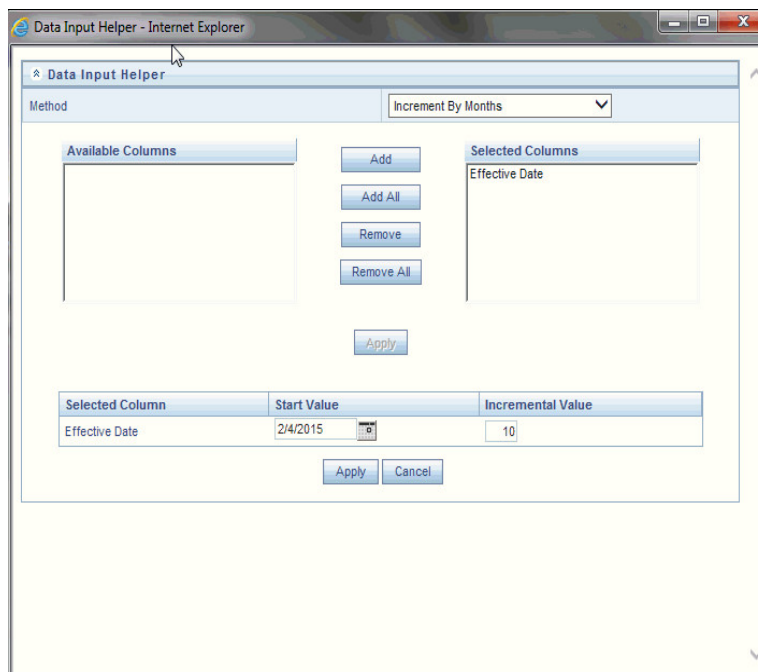 Data Input Helper - Internet Explorer
Data Input Helper
Method
Increment By Months
Available Columns
Add
Add All
Remove
Remove All
Selected Columns
Effective Date
Apply
Selected Column Start Value Incremental Value
Effective Date 2/4/2015 10
Apply Cancel